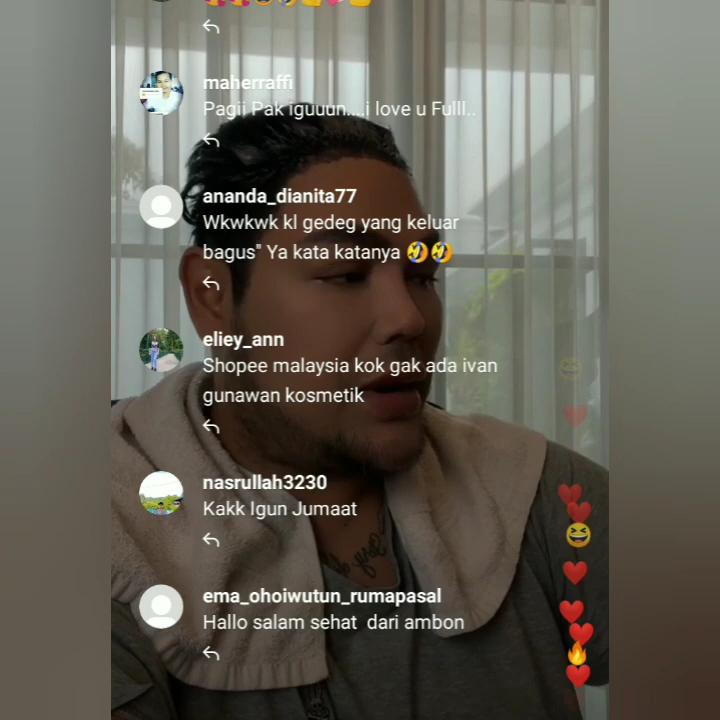 maherraffi
Pagii Pak iguuun....i love u Fulll..
ananda_dianita77
Wkwkwk kl gedeg yang keluar
bagus" Ya kata katanya 🤣🤣
eliey_ann
Shopee malaysia kok gak ada ivan
gunawan kosmetik
nasrullah3230
Kakk Igun Jumaat
ema_ohoiwutun_rumapasal
Hallo salam sehat dari ambon